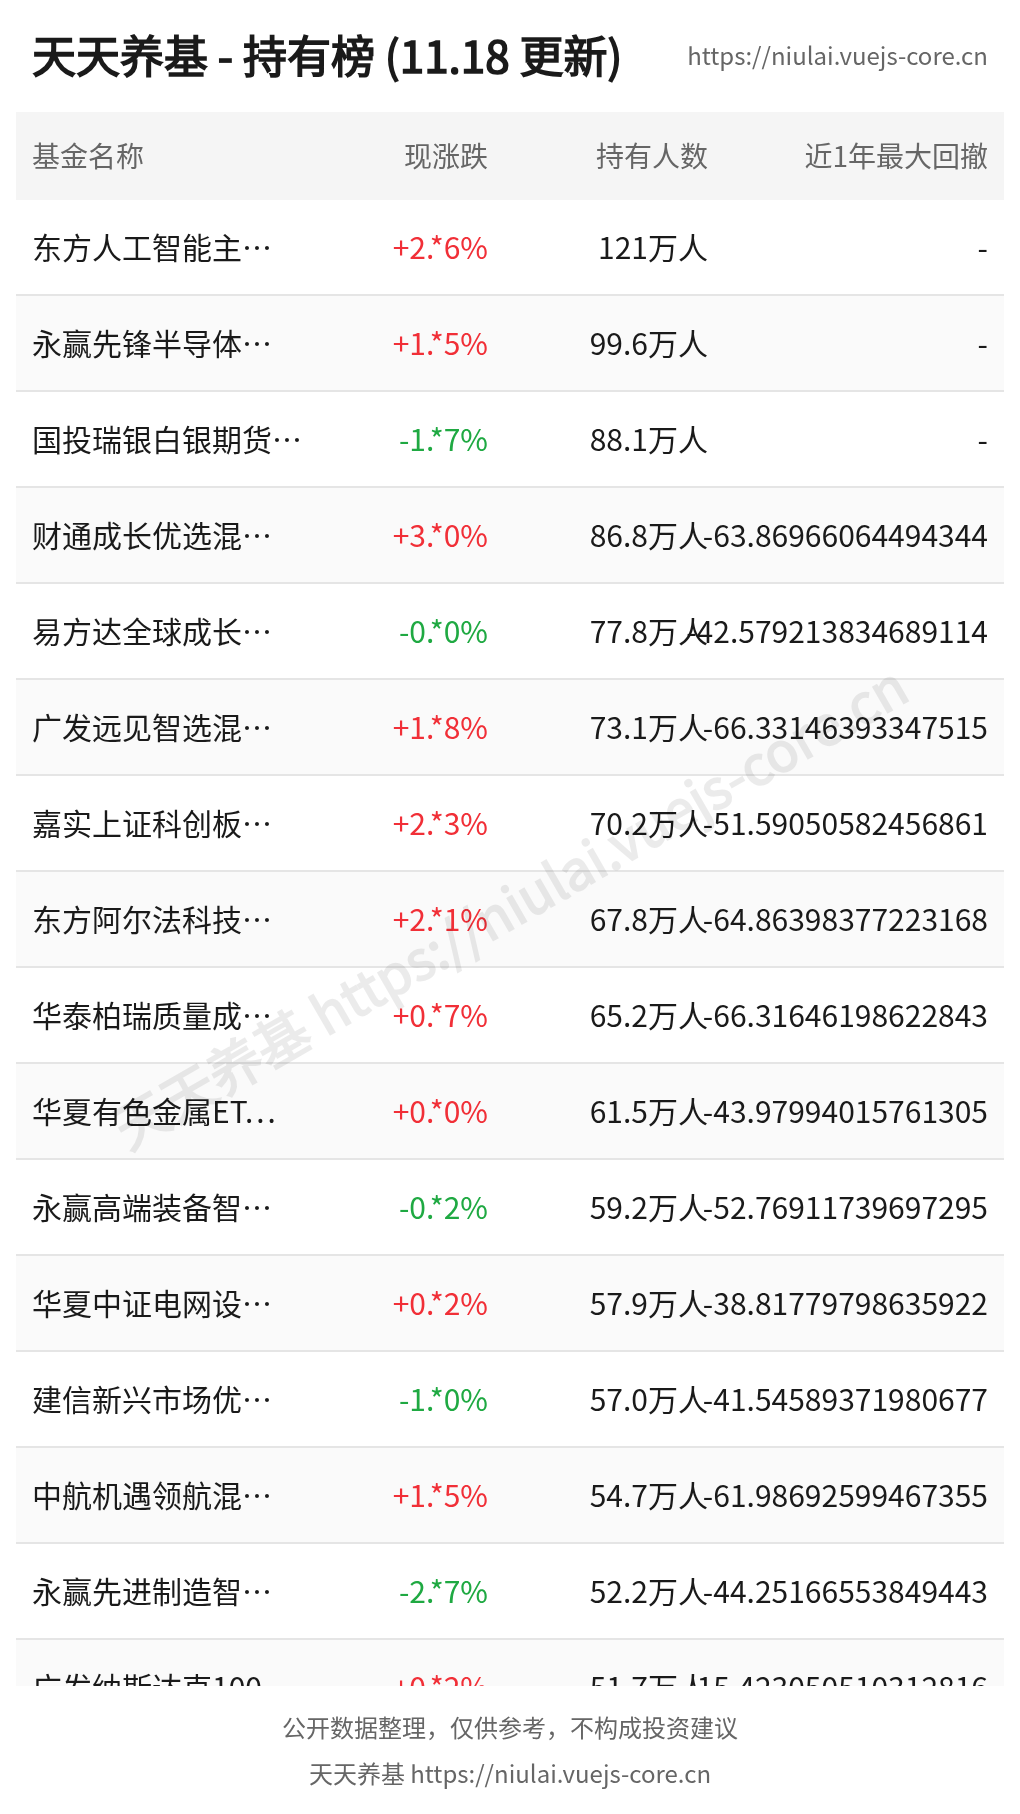 天天养基 - 持有榜 (11.18 更新) https://niulai.vuejs-core.cn
基金名称 现涨跌 持有人数 近1年最大回撤
东方人工智能主… +2.*6% 121万人 -
永赢先锋半导体… +1.*5% 99.6万人 -
国投瑞银白银期货… -1.*7% 88.1万人 -
财通成长优选混… +3.*0% 86.8万人 -63.86966064494344
易方达全球成长… -0.*0% 77.8万人 -42.579213834689114
广发远见智选混… +1.*8% 73.1万人 -66.33146393347515
嘉实上证科创板… +2.*3% 70.2万人 -51.59050582456861
东方阿尔法科技… +2.*1% 67.8万人 -64.86398377223168
华泰柏瑞质量成… +0.*7% 65.2万人 -66.31646198622843
华夏有色金属ET… +0.*0% 61.5万人 -43.97994015761305
永赢高端装备智… -0.*2% 59.2万人 -52.76911739697295
华夏中证电网设… +0.*2% 57.9万人 -38.81779798635922
建信新兴市场优… -1.*0% 57.0万人 -41.54589371980677
中航机遇领航混… +1.*5% 54.7万人 -61.98692599467355
永赢先进制造智… -2.*7% 52.2万人 -44.25166553849443
广发纳斯达克100 51.7万人
天天养基 https://niulai.vuejs-core.cn
公开数据整理，仅供参考，不构成投资建议
天天养基 https://niulai.vuejs-core.cn